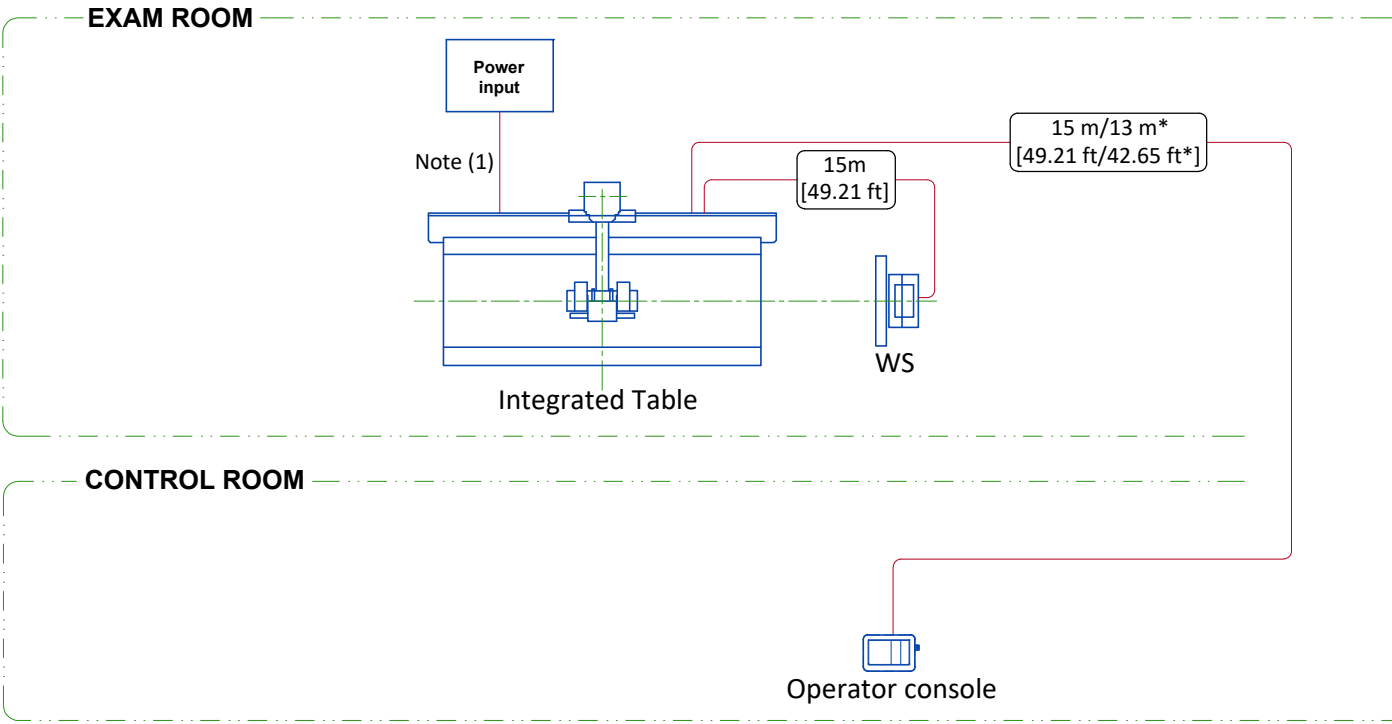 EXAM ROOM
Power
input
Note (1)
15 m/13 m*
[49.21 ft/42.65 ft*]
15m
[49.21 ft]
WS
Integrated Table
CONTROL ROOM
Operator console